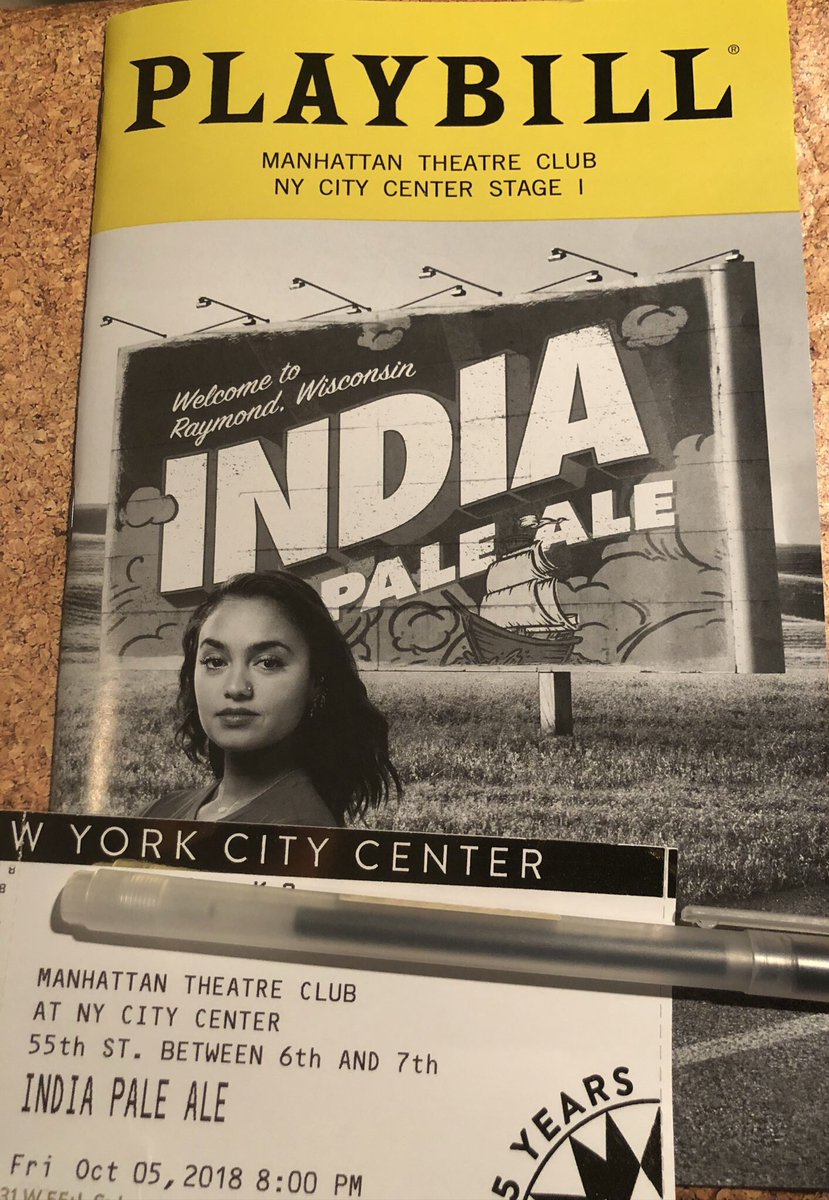 PLAYBILL®
MANHATTAN THEATRE CLUB
NY CITY CENTER STAGE I
Welcome to
Raymond, Wisconsin
INDIA
PALE ALE
W YORK CITY CENTER
MANHATTAN THEATRE CLUB
AT NY CITY CENTER
55th ST. BETWEEN 6th AND 7th
INDIA PALE ALE
5 YEARS
Fri Oct 05,2018 8:00 PM